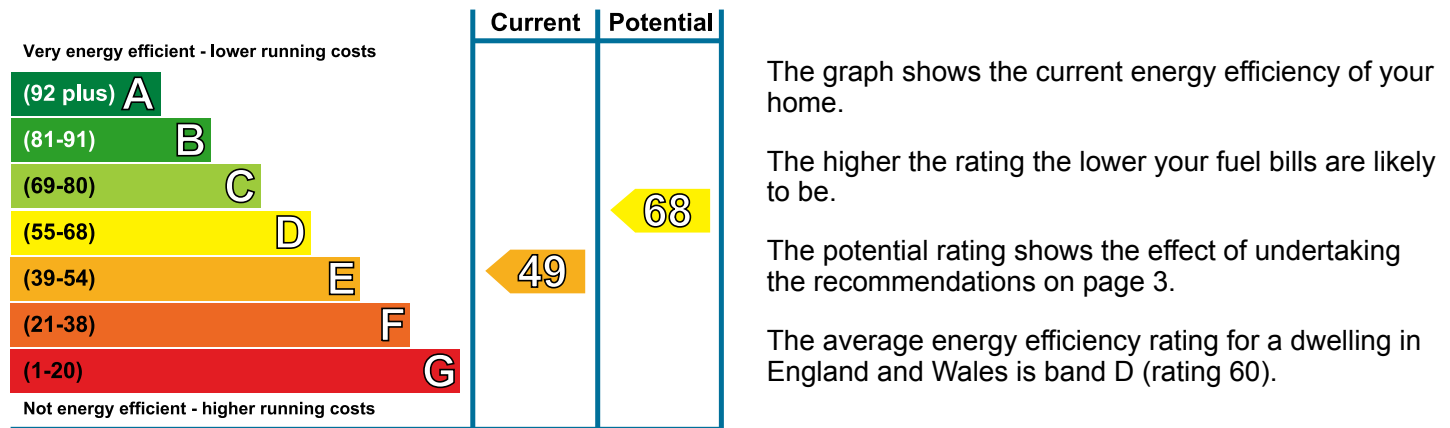 Current Potential
Very energy efficient - lower running costs
(92 plus) A
(81-91) B
(69-80) C
(55-68) D
(39-54) E
(21-38) F
(1-20) G
Not energy efficient - higher running costs
68
49
The graph shows the current energy efficiency of your
home.
The higher the rating the lower your fuel bills are likely
to be.
The potential rating shows the effect of undertaking
the recommendations on page 3.
The average energy efficiency rating for a dwelling in
England and Wales is band D (rating 60).